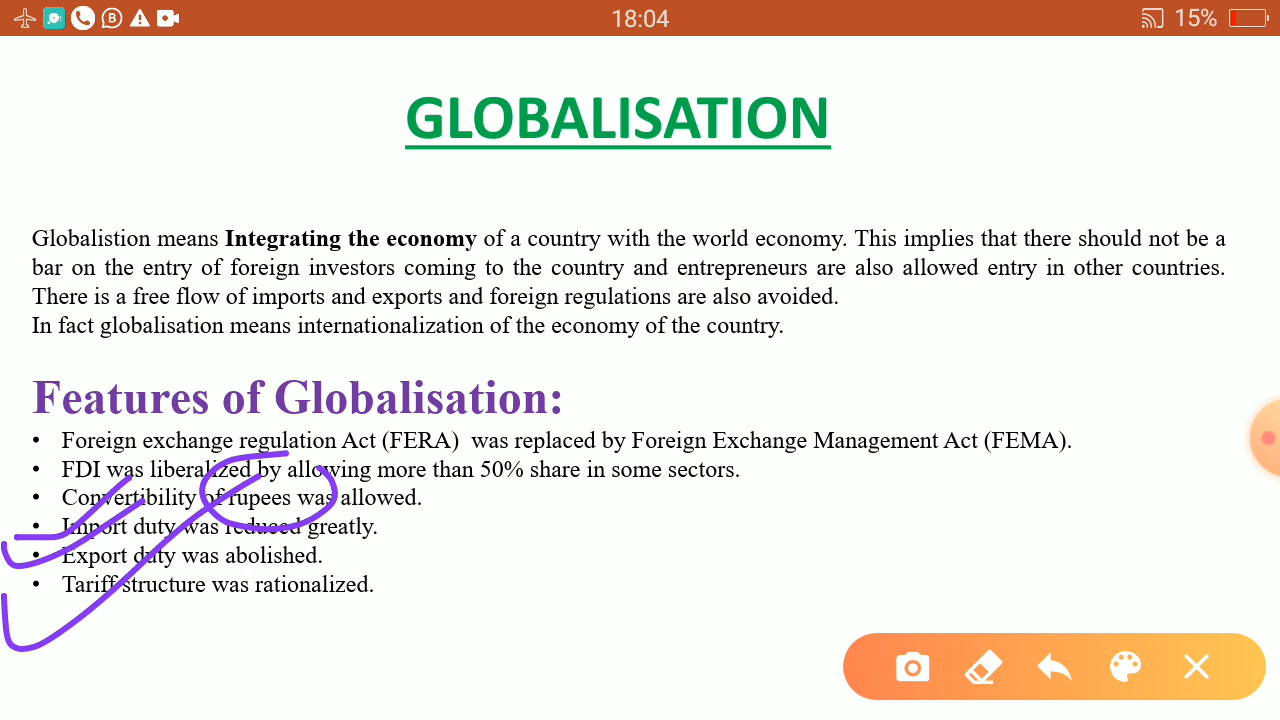 18:04
15%
GLOBALISATION
Globalistion means Integrating the economy of a country with the world economy. This implies that there should not be a
bar on the entry of foreign investors coming to the country and entrepreneurs are also allowed entry in other countries.
There is a free flow of imports and exports and foreign regulations are also avoided.
In fact globalisation means internationalization of the economy of the country.
Features of Globalisation:
• Foreign exchange regulation Act (FERA) was replaced by Foreign Exchange Management Act (FEMA).
• FDI was liberalized by allowing more than 50% share in some sectors.
• Convertibility of rupees was allowed.
• Import duty was reduced greatly.
• Export duty was abolished.
• Tariff structure was rationalized.